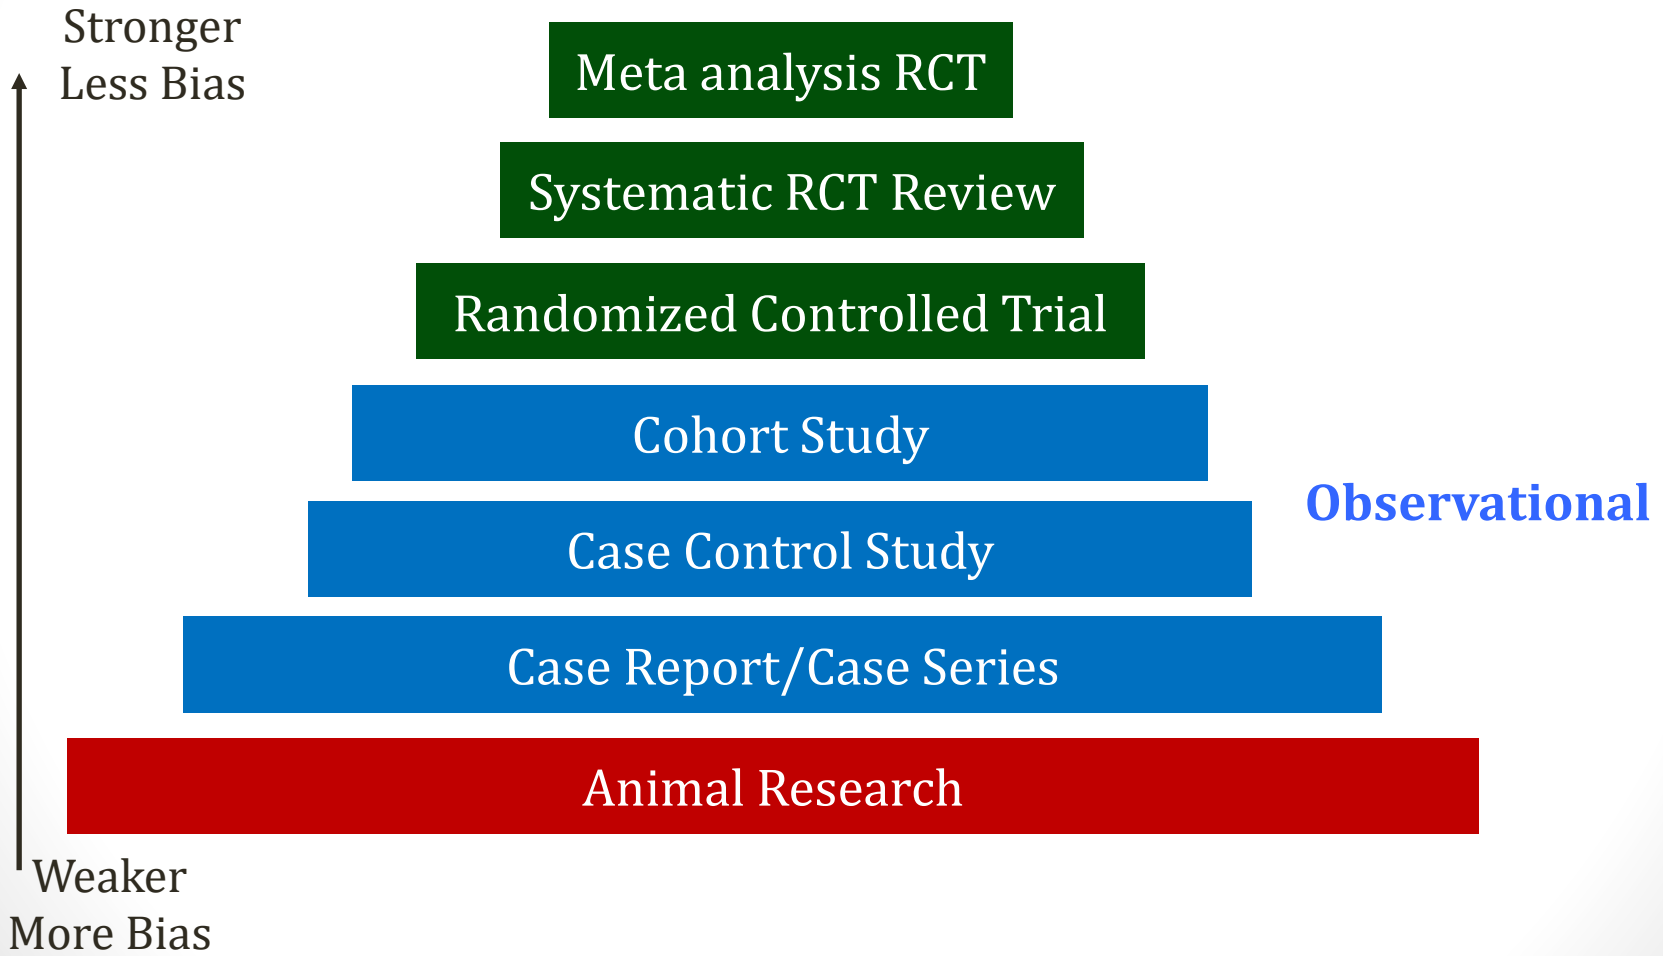 Stronger
Less Bias
Meta analysis RCT
Systematic RCT Review
Randomized Controlled Trial
Cohort Study
Observational
Case Control Study
Case Report/Case Series
Animal Research
Weaker
More Bias